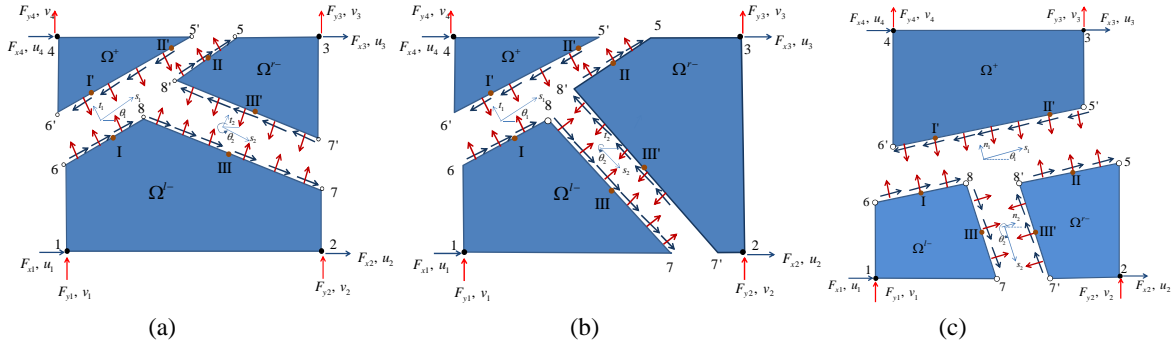 F_{y4}, v_4
F_{y3}, v_3
F_{x4}, u_4
4
5'
5
3
F_{x3}, u_3
Ω^+
II'
II
Ω^{r-}
I'
8'
III'
6'
t_1
s_1
θ_1
8
t_2
s_2
θ_2
7'
I
III
6
Ω^{l-}
7
1
2
F_{x1}, u_1
F_{x2}, u_2
F_{y1}, v_1
F_{y2}, v_2
(a)
F_{y4}, v_4
F_{y3}, v_3
F_{x4}, u_4
4
5'
5
3
F_{x3}, u_3
Ω^+
II'
II
Ω^{r-}
I'
8'
6'
t_1
s_1
θ_1
8
t_2
θ_2
s_2
I
III'
6
III
Ω^{l-}
1
7
7'
2
F_{x1}, u_1
F_{x2}, u_2
F_{y1}, v_1
F_{y2}, v_2
(b)
F_{y4}, v_4
F_{y3}, v_3
F_{x4}, u_4
4
3
F_{x3}, u_3
Ω^+
5'
II'
I'
6'
n_1
s_1
θ_1
5
8
8'
II
6
I
n_2
θ_2
s_2
III
III'
Ω^{l-}
Ω^{r-}
1
7
7'
2
F_{x1}, u_1
F_{x2}, u_2
F_{y1}, v_1
F_{y2}, v_2
(c)